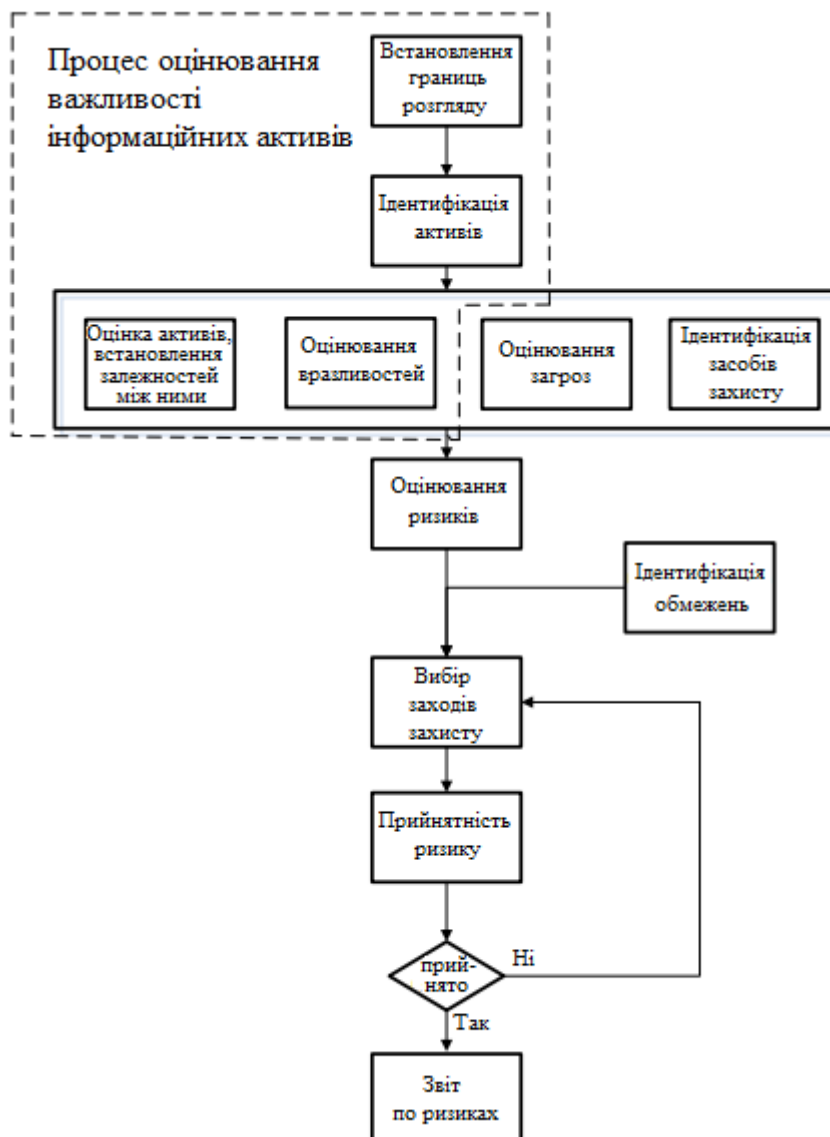 Процес оцінювання
важливості
інформаційних активів
Встановлення
границь
розгляду
Ідентифікація
активів
Оцінка активів,
встановлення
залежностей
між ними
Оцінювання
вразливостей
Оцінювання
загроз
Ідентифікація
засобів
захисту
Оцінювання
ризиків
Ідентифікація
обмежень
Вибір
заходів
захисту
Прийнятність
ризику
прий-
нято
Ні
Так
Звіт
по ризиках